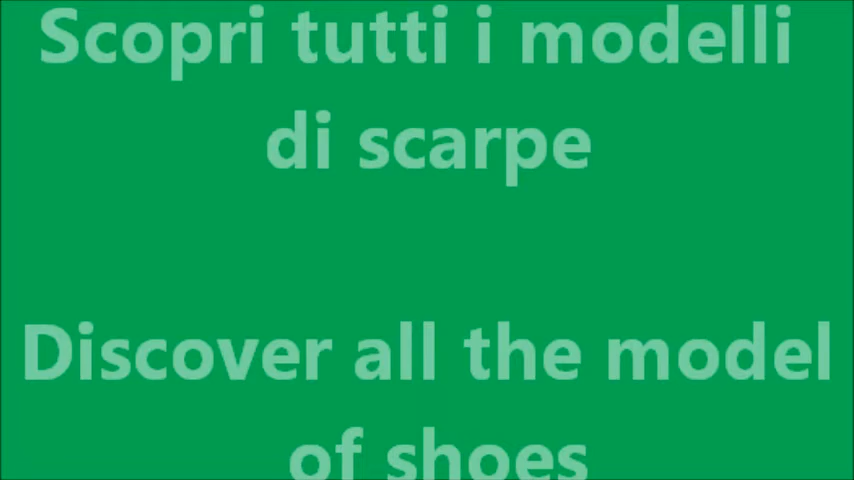 Scopri tutti i modelli
di scarpe
Discover all the model
of shoes